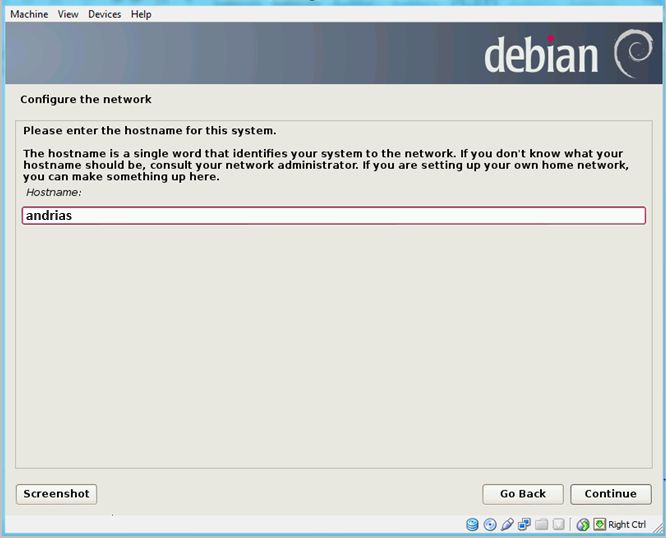 Machine View Devices Help
debian
Configure the network
Please enter the hostname for this system.
The hostname is a single word that identifies your system to the network. If you don't know what your
hostname should be, consult your network administrator. If you are setting up your own home network,
you can make something up here.
Hostname:
andrias
Screenshot Go Back Continue
Right Ctrl